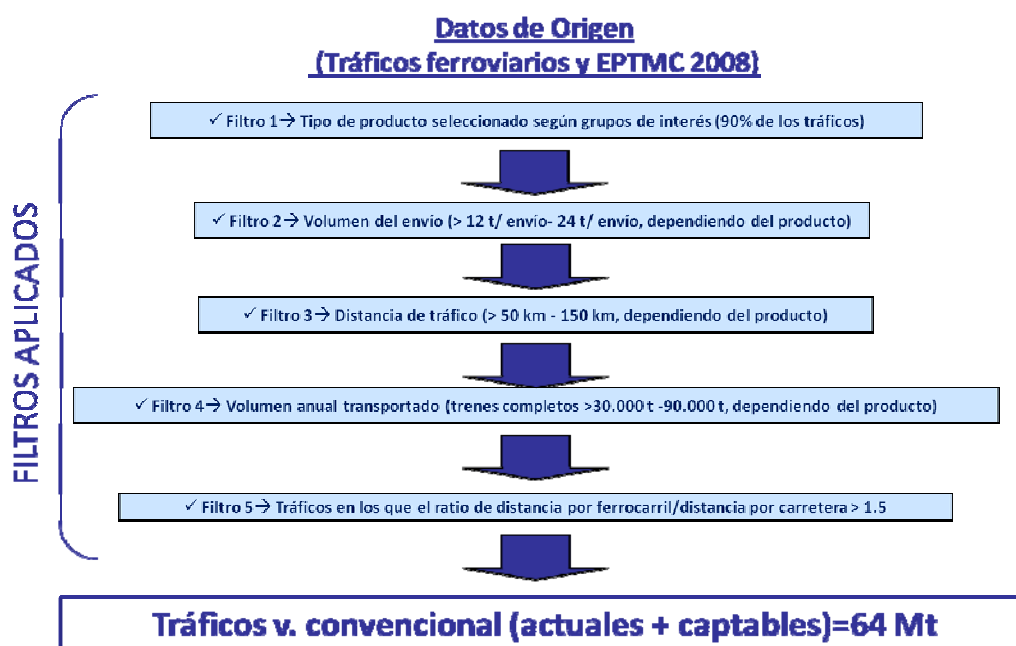 Datos de Origen
(Tráficos ferroviarios y EPTMC 2008)
FILTROS APLICADOS
✓ Filtro 1→ Tipo de producto seleccionado según grupos de interés (90% de los tráficos)
✓ Filtro 2→ Volumen del envío (> 12 t/ envío- 24 t/ envío, dependiendo del producto)
✓ Filtro 3→ Distancia de tráfico (> 50 km - 150 km, dependiendo del producto)
✓ Filtro 4→ Volumen anual transportado (trenes completos >30.000 t -90.000 t, dependiendo del producto)
✓ Filtro 5→ Tráficos en los que el ratio de distancia por ferrocarril/distancia por carretera > 1.5
Tráficos v. convencional (actuales + captables)=64 Mt